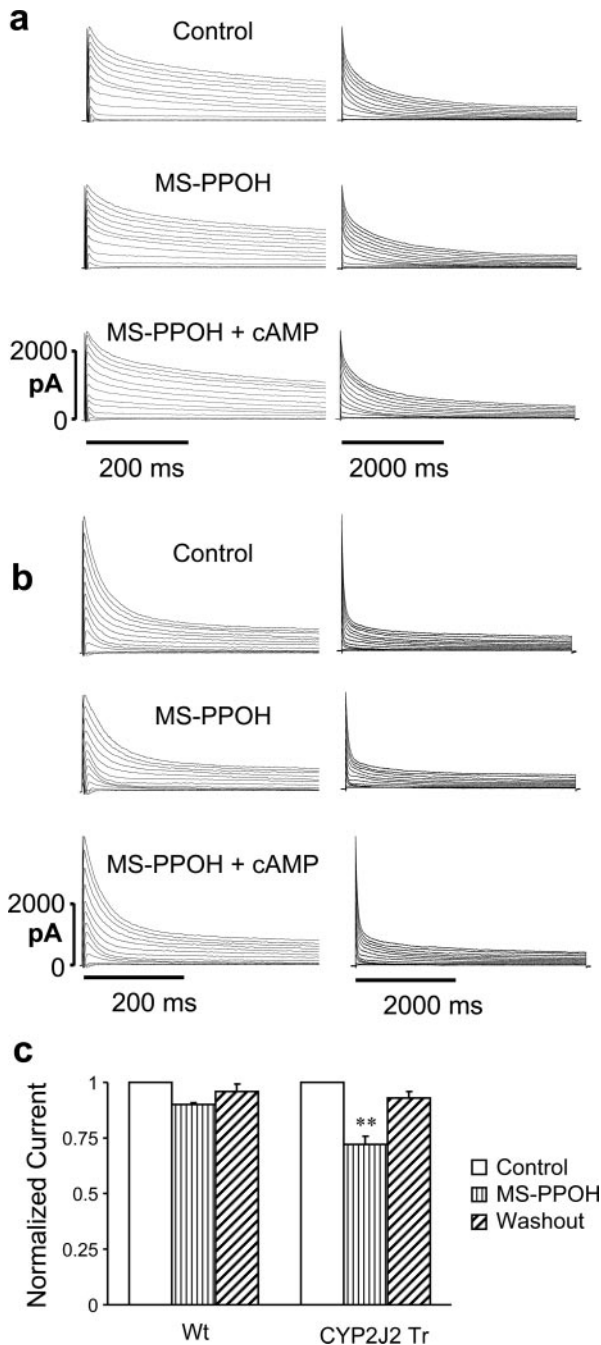 a
Control
MS-PPOH
MS-PPOH + cAMP
2000
pA
0
200 ms
2000 ms
b
Control
MS-PPOH
MS-PPOH + cAMP
2000
pA
0
200 ms
2000 ms
c
Normalized Current
1
0.75
0.5
0.25
0
**
Wt
CYP2J2 Tr
Control
MS-PPOH
Washout